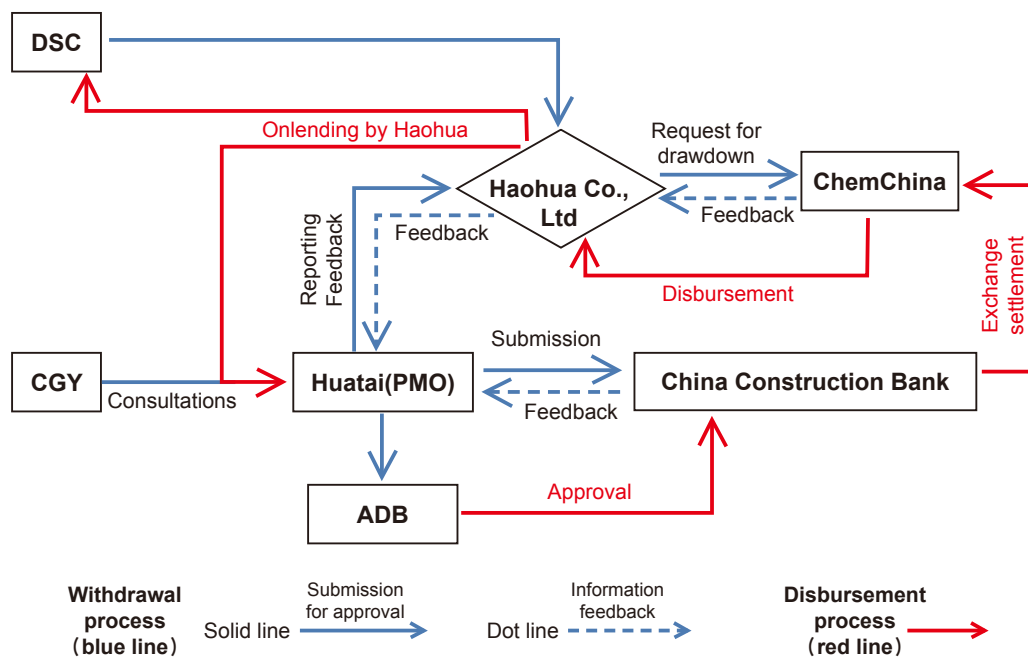 DSC
Onlending by Haohua
Request for
drawdown
Haohua Co.,
Ltd
ChemChina
Feedback
Feedback
Reporting
Feedback
Disbursement
Exchange
settlement
Submission
CGY
Consultations
Huatai(PMO)
China Construction Bank
Feedback
ADB
Approval
Withdrawal
process
(blue line)
Solid line
Submission
for approval
Dot line
Information
feedback
Disbursement
process
(red line)